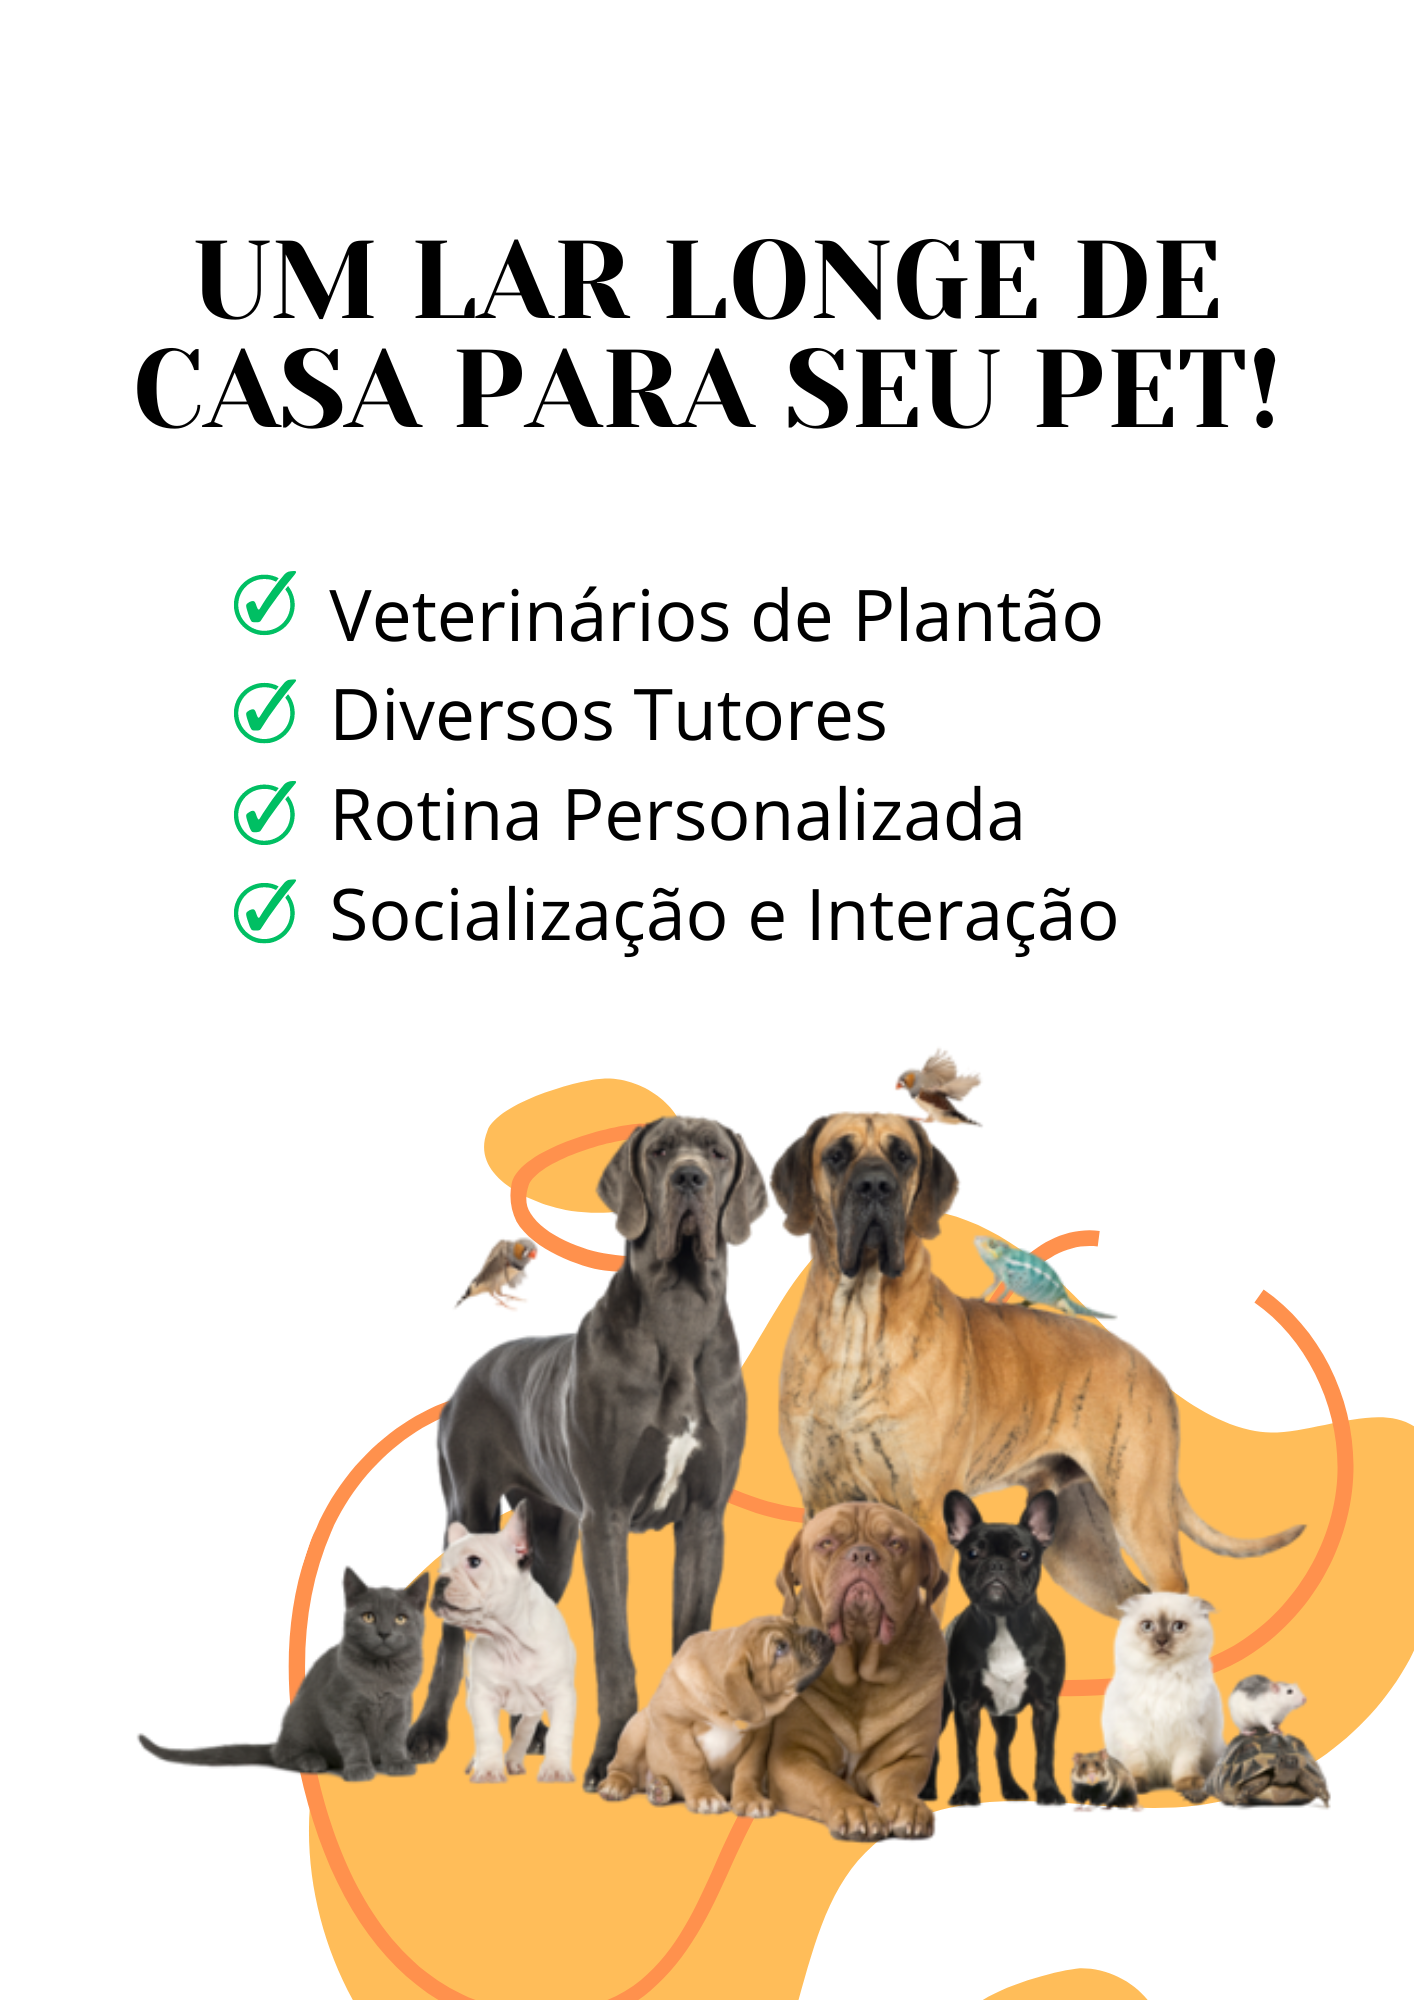 UM LAR LONGE DE
CASA PARA SEU PET!
Veterinários de Plantão
Diversos Tutores
Rotina Personalizada
Socialização e Interação